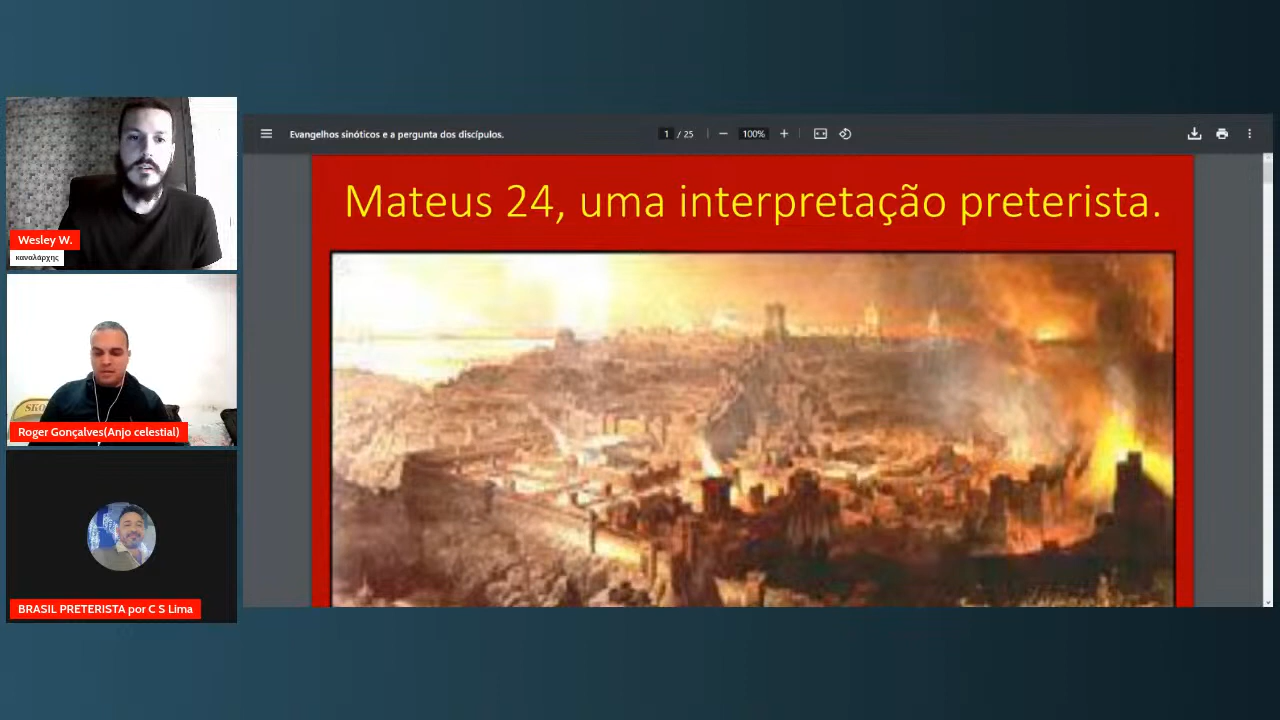 Wesley W.
καναλάρχης
Roger Gonçalves(Anjo celestial)
BRASIL PRETERISTA por C S Lima
Evangelhos sinóticos e a pergunta dos discípulos.
1 / 25
100%
Mateus 24, uma interpretação preterista.